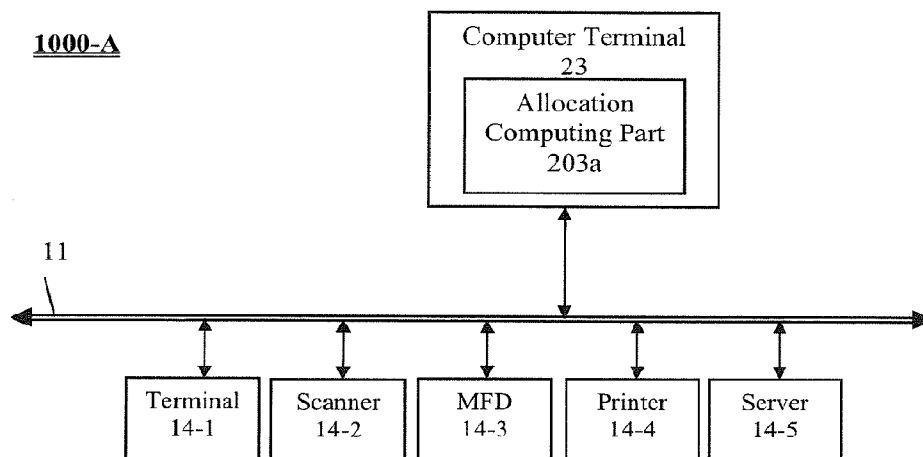 1000-A
Computer Terminal
23
Allocation
Computing Part
203a
11
Terminal
14-1
Scanner
14-2
MFD
14-3
Printer
14-4
Server
14-5